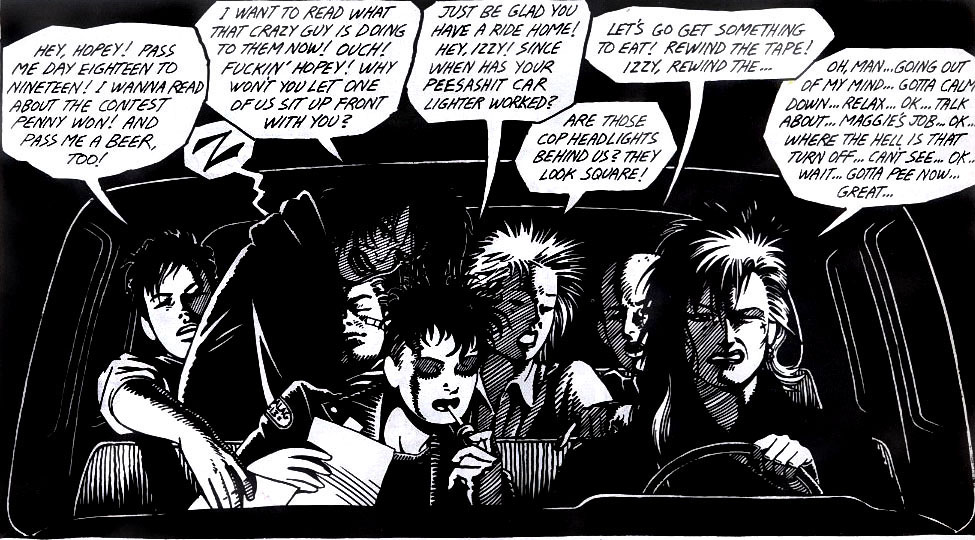 HEY, HOPEY! PASS
ME DAY EIGHTEEN TO
NINETEEN! I WANNA READ
ABOUT THE CONTEST
PENNY WON! AND
PASS ME A BEER,
TOO!
I WANT TO READ WHAT
THAT CRAZY GUY IS DOING
TO THEM NOW! OUCH!
FUCKIN' HOPEY! WHY
WON'T YOU LET ONE
OF US SIT UP FRONT
WITH YOU?
Z
JUST BE GLAD YOU
HAVE A RIDE HOME!
HEY, IZZY! SINCE
WHEN HAS YOUR
PEESASHIT CAR
LIGHTER WORKED?
ARE THOSE
COP HEADLIGHTS
BEHIND US? THEY
LOOK SQUARE!
LET'S GO GET SOMETHING
TO EAT! REWIND THE TAPE!
IZZY, REWIND THE...
OH, MAN...GOING OUT
OF MY MIND... GOTTA CALM
DOWN... RELAX... OK... TALK
ABOUT... MAGGIE'S JOB... OK...
WHERE THE HELL IS THAT
TURN OFF... CAN'T SEE... OK...
WAIT... GOTTA PEE NOW...
GREAT...